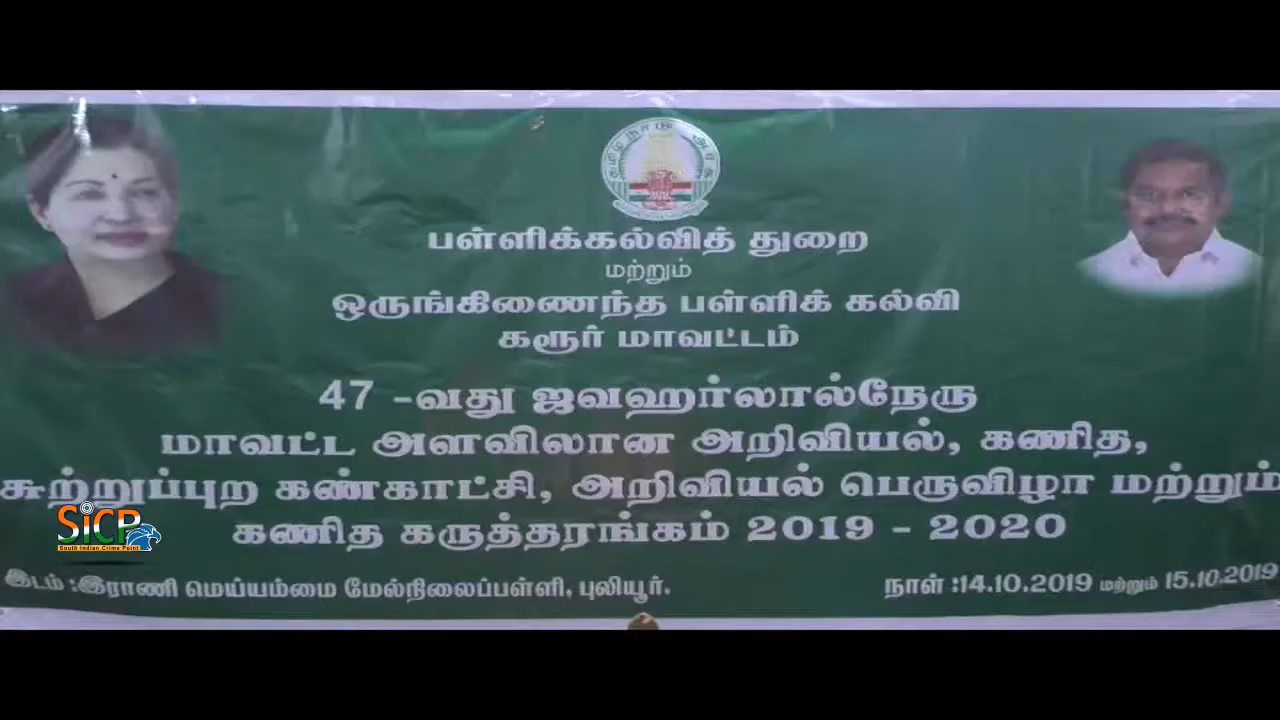 தமிழ் நாடு அரசு
பள்ளிக்கல்வித் துறை
மற்றும்
ஒருங்கிணைந்த பள்ளிக் கல்வி
கரூர் மாவட்டம்
47 -வது ஜவஹர்லால்நேரு
மாவட்ட அளவிலான அறிவியல், கணித,
சுற்றுப்புற கண்காட்சி, அறிவியல் பெருவிழா மற்றும்
கணித கருத்தரங்கம் 2019 - 2020
SiCP
South Indian Crime Point
இடம் :இராணி மெய்யம்மை மேல்நிலைப்பள்ளி, புலியூர்.
நாள் :14.10.2019 மற்றும் 15.10.2019